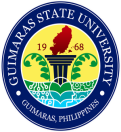 GUIMARAS STATE UNIVERSITY
19 68
GUIMARAS, PHILIPPINES